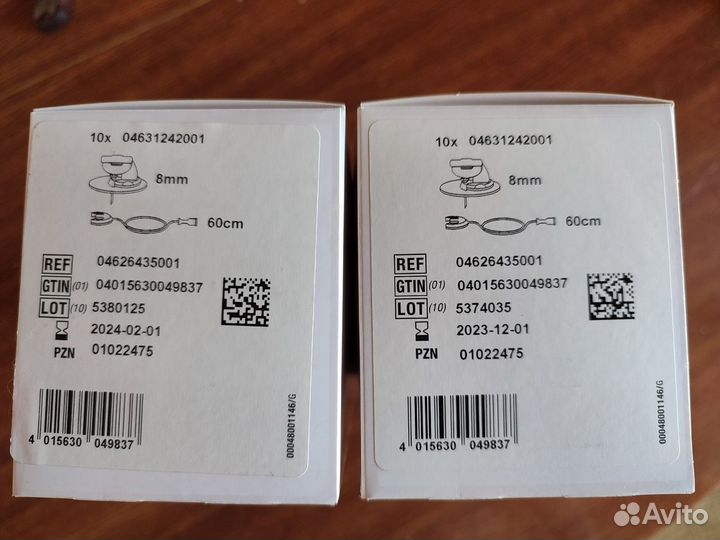 10x 04631242001
8mm
60cm
REF 04626435001
GTIN (01) 04015630049837
LOT (10) 5380125
2024-02-01
PZN 01022475
4 015630 049837
00048001146/G
10x 04631242001
8mm
60cm
REF 04626435001
GTIN (01) 04015630049837
LOT (10) 5374035
2023-12-01
PZN 01022475
4 015630 049837
00048001146/G
Avito